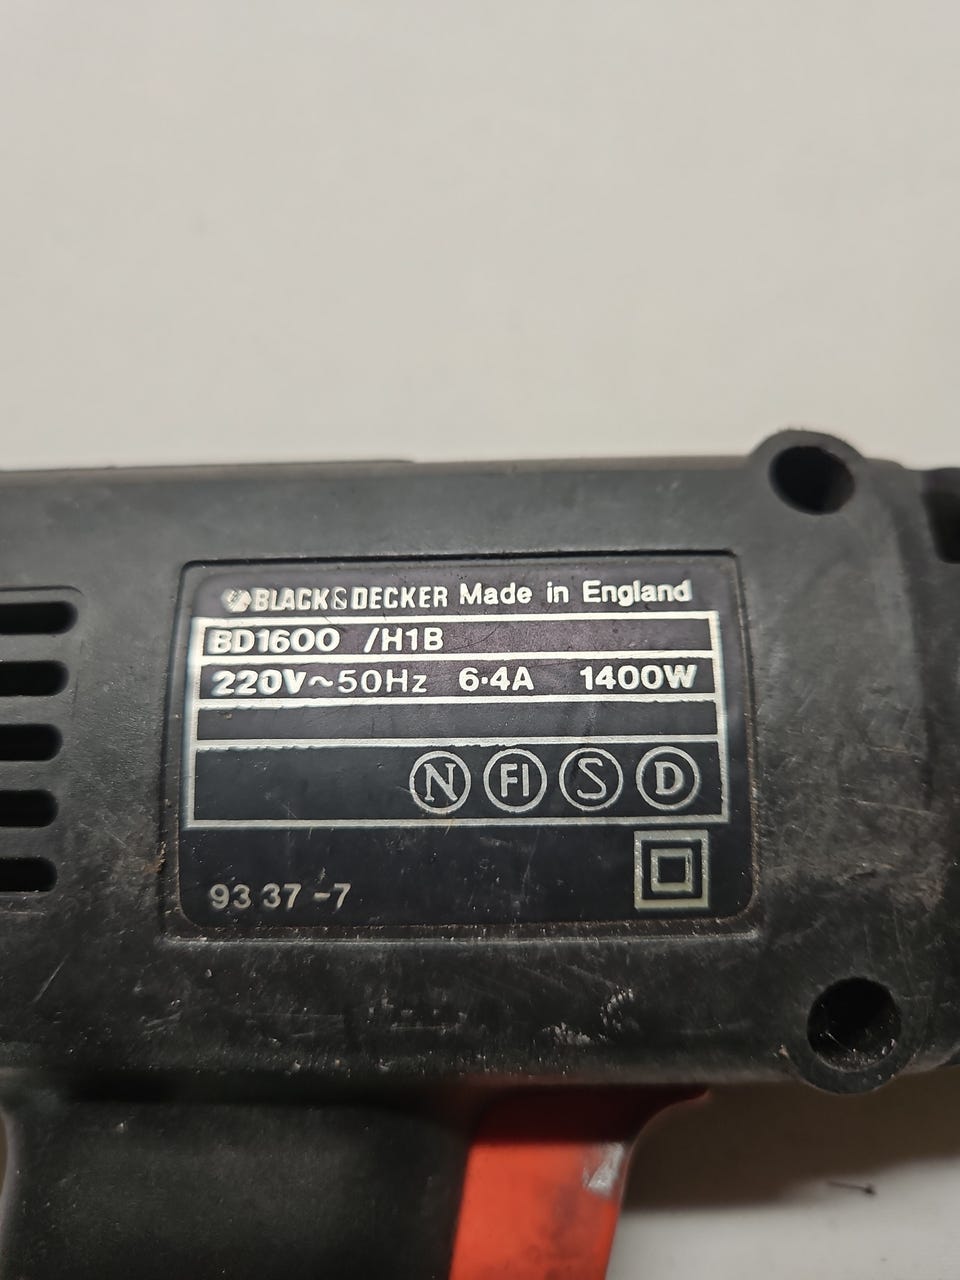 BLACK&DECKER Made in England
BD1600 /H1B
220V~50Hz 6·4A 1400W
N FI S D
93 37 -7